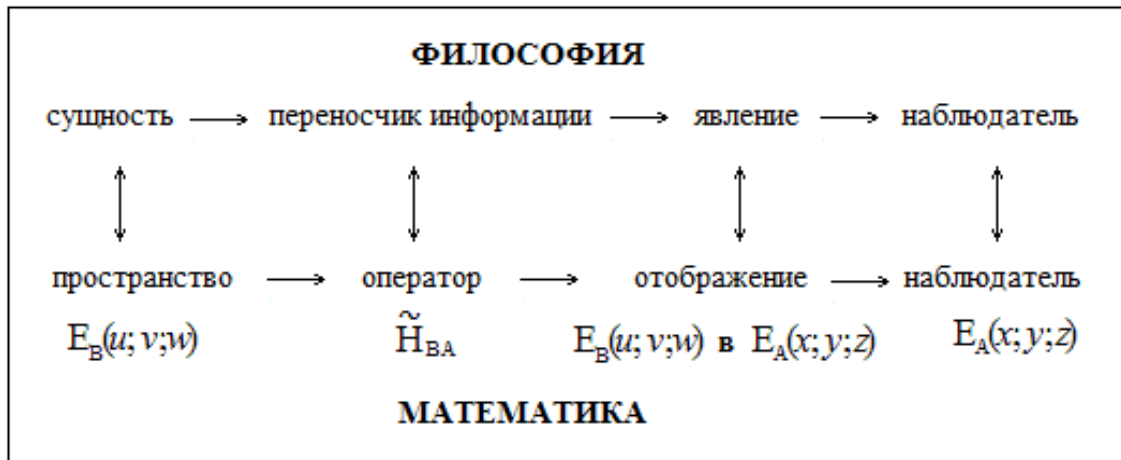 ФИЛОСОФИЯ
сущность → переносчик информации → явление → наблюдатель
пространство → оператор → отображение → наблюдатель
E_B(u; v;w) H̃_BA E_B(u; v;w) в E_A(x; y;z) E_A(x; y;z)
МАТЕМАТИКА